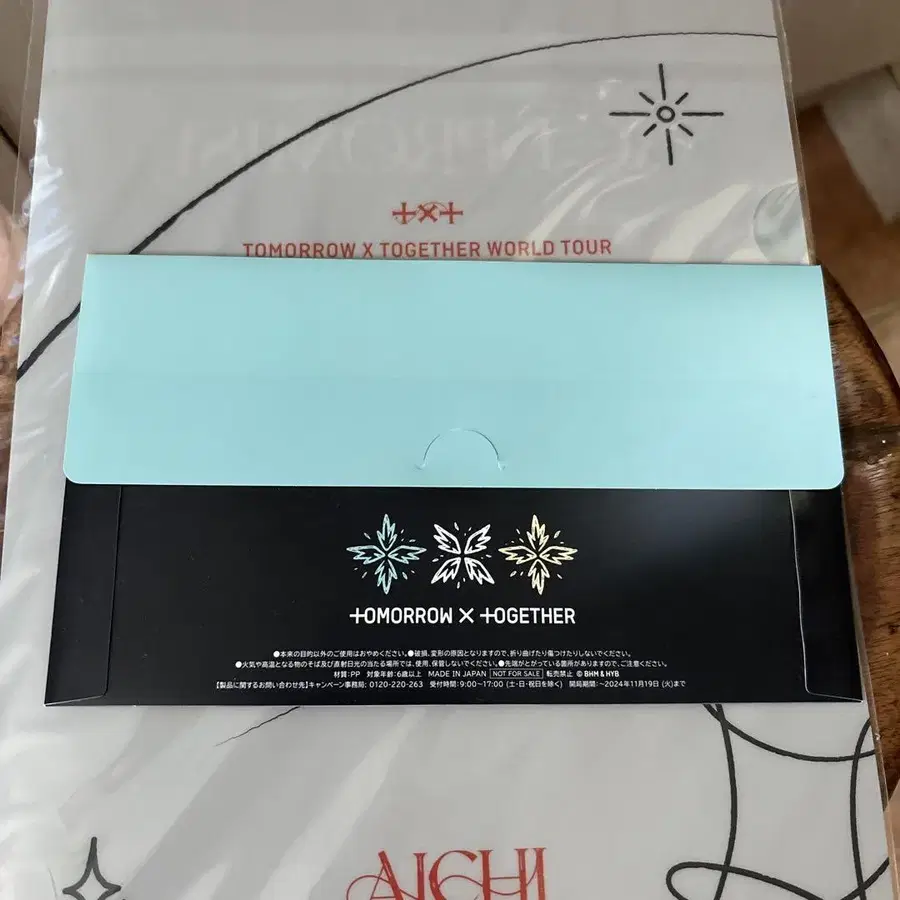 TOMORROW X TOGETHER WORLD TOUR
TOMORROW X TOGETHER
●本来の目的以外のご使用はおやめください。●破損、変形の原因となりますので、折り曲げたり傷つけたりしないでください。
●火気や高温となる物のそば及び直射日光の当たる場所では、使用、保管しないでください。●先端がとがっている箇所がありますので、ご注意ください。
材質:PP 対象年齢:6歳以上 MADE IN JAPAN NOT FOR SALE 転売禁止 © BHM & HYB
【製品に関するお問い合わせ先】キャンペーン事務局: 0120-220-263 受付時間:9:00~17:00 (土・日・祝日を除く) 開局期間:~2024年11月19日 (火)まで
AICHI